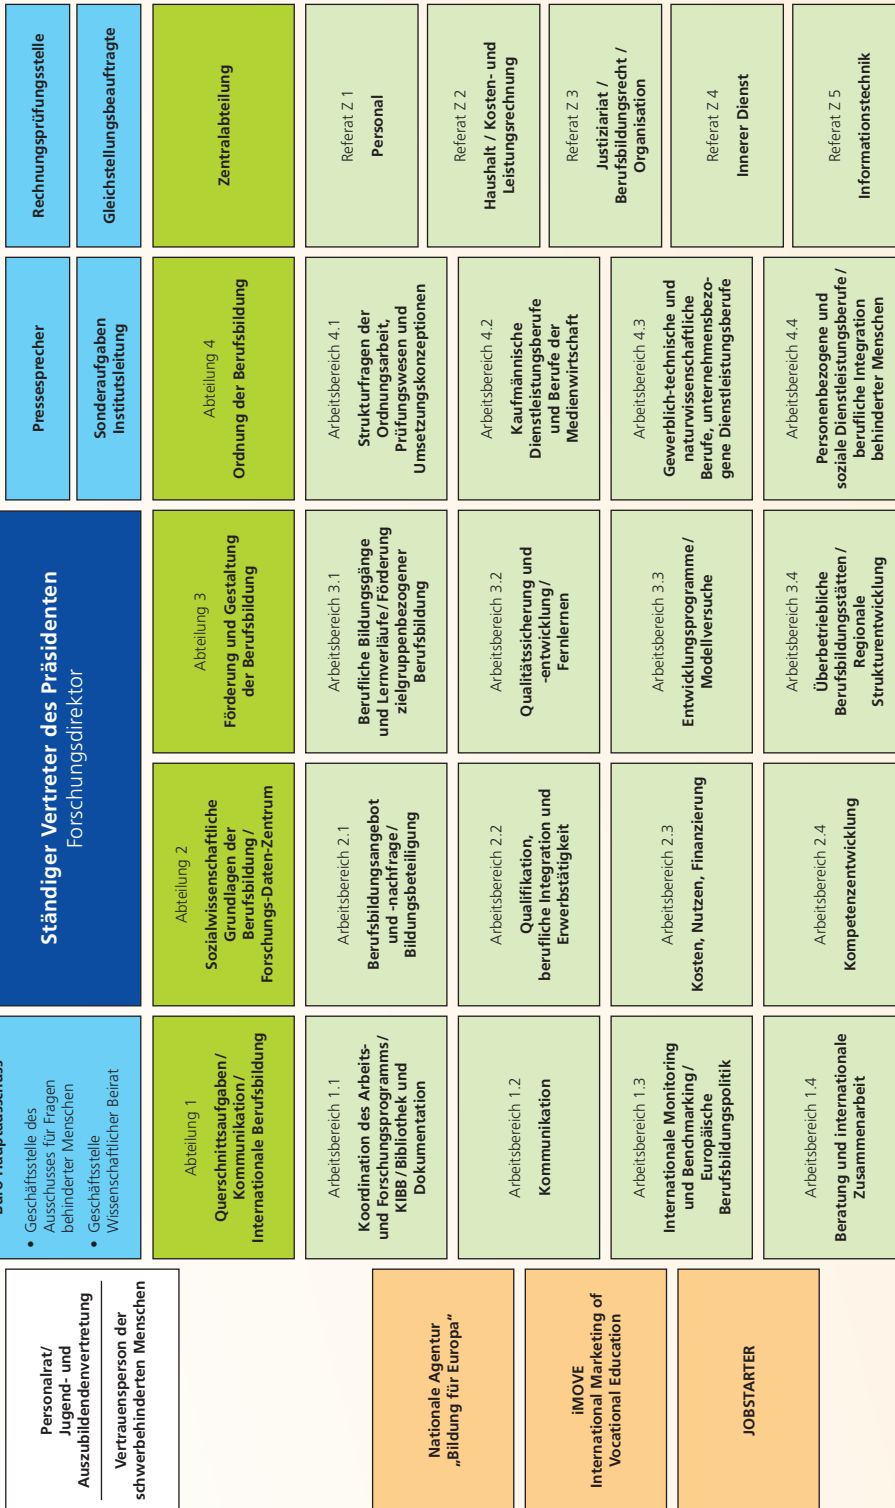 Personalrat/
Jugend- und
Auszubildendenvertretung
Vertrauensperson der
schwerbehinderten Menschen
Büro Hauptausschuss
• Geschäftsstelle des
Ausschusses für Fragen
behinderter Menschen
• Geschäftsstelle
Wissenschaftlicher Beirat
Ständiger Vertreter des Präsidenten
Forschungsdirektor
Pressesprecher
Sonderaufgaben
Institutsleitung
Rechnungsprüfungsstelle
Gleichstellungsbeauftragte
Abteilung 1
Querschnittsaufgaben/
Kommunikation/
Internationale Berufsbildung
Abteilung 2
Sozialwissenschaftliche
Grundlagen der
Berufsbildung/
Forschungs-Daten-Zentrum
Abteilung 3
Förderung und Gestaltung
der Berufsbildung
Abteilung 4
Ordnung der Berufsbildung
Zentralabteilung
Arbeitsbereich 1.1
Koordination des Arbeits-
und Forschungsprogramms/
KIBB/Bibliothek und
Dokumentation
Arbeitsbereich 2.1
Berufsbildungsangebot
und -nachfrage/
Bildungsbeteiligung
Arbeitsbereich 3.1
Berufliche Bildungsgänge
und Lernverläufe/Förderung
zielgruppenbezogener
Berufsbildung
Arbeitsbereich 4.1
Strukturfragen der
Ordnungsarbeit,
Prüfungswesen und
Umsetzungskonzeptionen
Referat Z 1
Personal
Nationale Agentur
„Bildung für Europa“
Arbeitsbereich 1.2
Kommunikation
Arbeitsbereich 2.2
Qualifikation,
berufliche Integration und
Erwerbstätigkeit
Arbeitsbereich 3.2
Qualitätssicherung und
-entwicklung/
Fernlernen
Arbeitsbereich 4.2
Kaufmännische
Dienstleistungsberufe
und Berufe der
Medienwirtschaft
Referat Z 2
Haushalt / Kosten- und
Leistungsrechnung
iMOVE
International Marketing of
Vocational Education
Arbeitsbereich 1.3
Internationale Monitoring
und Benchmarking/
Europäische
Berufsbildungspolitik
Arbeitsbereich 2.3
Kosten, Nutzen, Finanzierung
Arbeitsbereich 3.3
Entwicklungsprogramme/
Modellversuche
Arbeitsbereich 4.3
Gewerblich-technische und
naturwissenschaftliche
Berufe, unternehmensbezo-
gene Dienstleistungsberufe
Referat Z 3
Justiziariat /
Berufsbildungsrecht /
Organisation
Referat Z 4
Innerer Dienst
JOBSTARTER
Arbeitsbereich 1.4
Beratung und internationale
Zusammenarbeit
Arbeitsbereich 2.4
Kompetenzentwicklung
Arbeitsbereich 3.4
Überbetriebliche
Berufsbildungsstätten/
Regionale
Strukturentwicklung
Arbeitsbereich 4.4
Personenbezogene und
soziale Dienstleistungsberufe/
berufliche Integration
behinderter Menschen
Referat Z 5
Informationstechnik